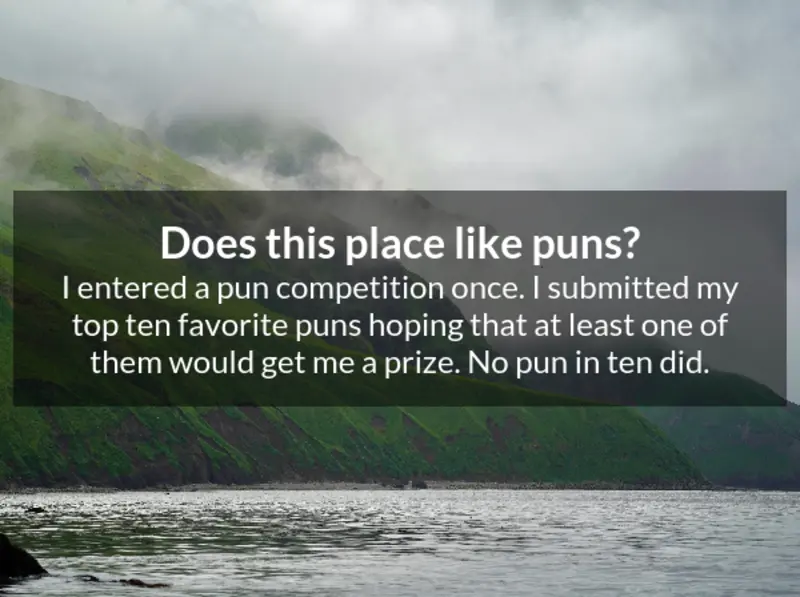 Does this place like puns?
I entered a pun competition once. I submitted my
top ten favorite puns hoping that at least one of
them would get me a prize. No pun in ten did.